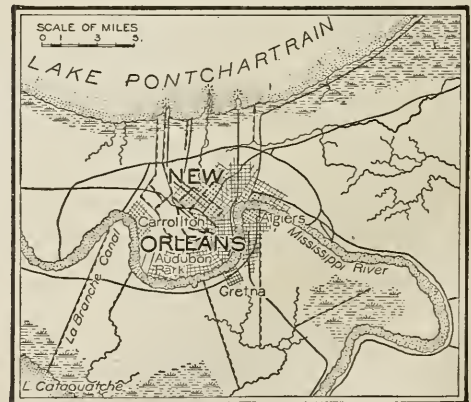 SCALE OF MILES
0 1 3 5
LAKE PONTCHARTRAIN
NEW
ORLEANS
Carrollton
Algiers
Audubon
Park
Gretna
Mississippi River
La Branche Canal
L. Cataouatche